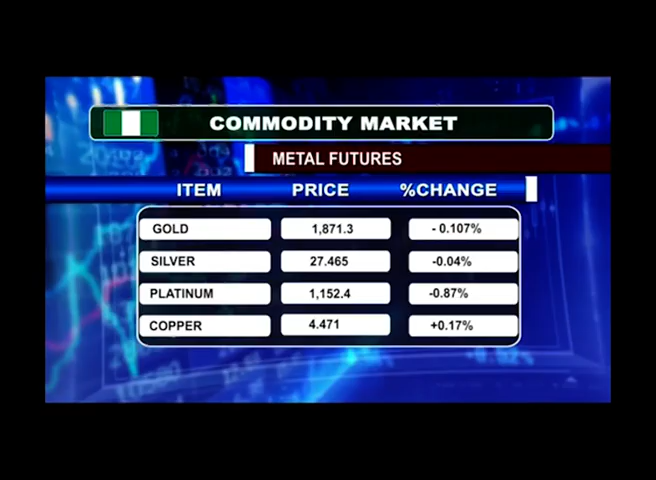 COMMODITY MARKET
METAL FUTURES
ITEM PRICE %CHANGE
GOLD 1,871.3 - 0.107%
SILVER 27.465 -0.04%
PLATINUM 1,152.4 -0.87%
COPPER 4.471 +0.17%